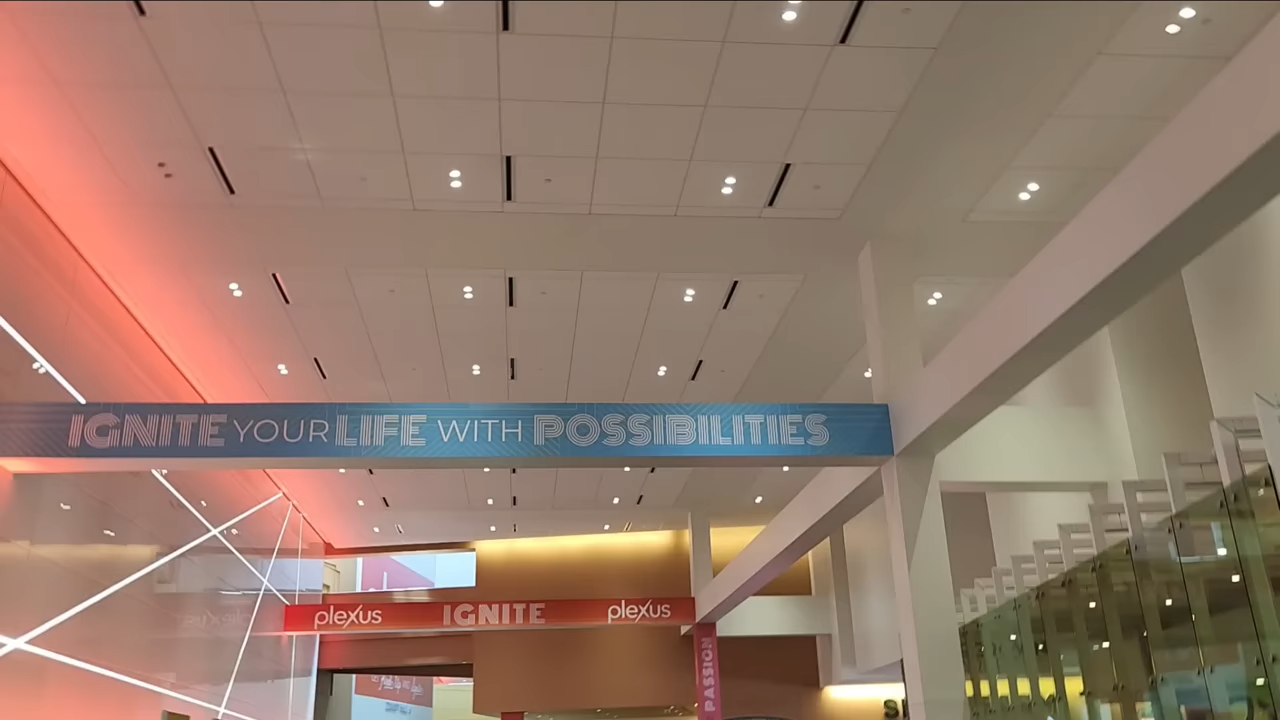 IGNITE YOUR LIFE WITH POSSIBILITIES
plexus IGNITE plexus
PASSION